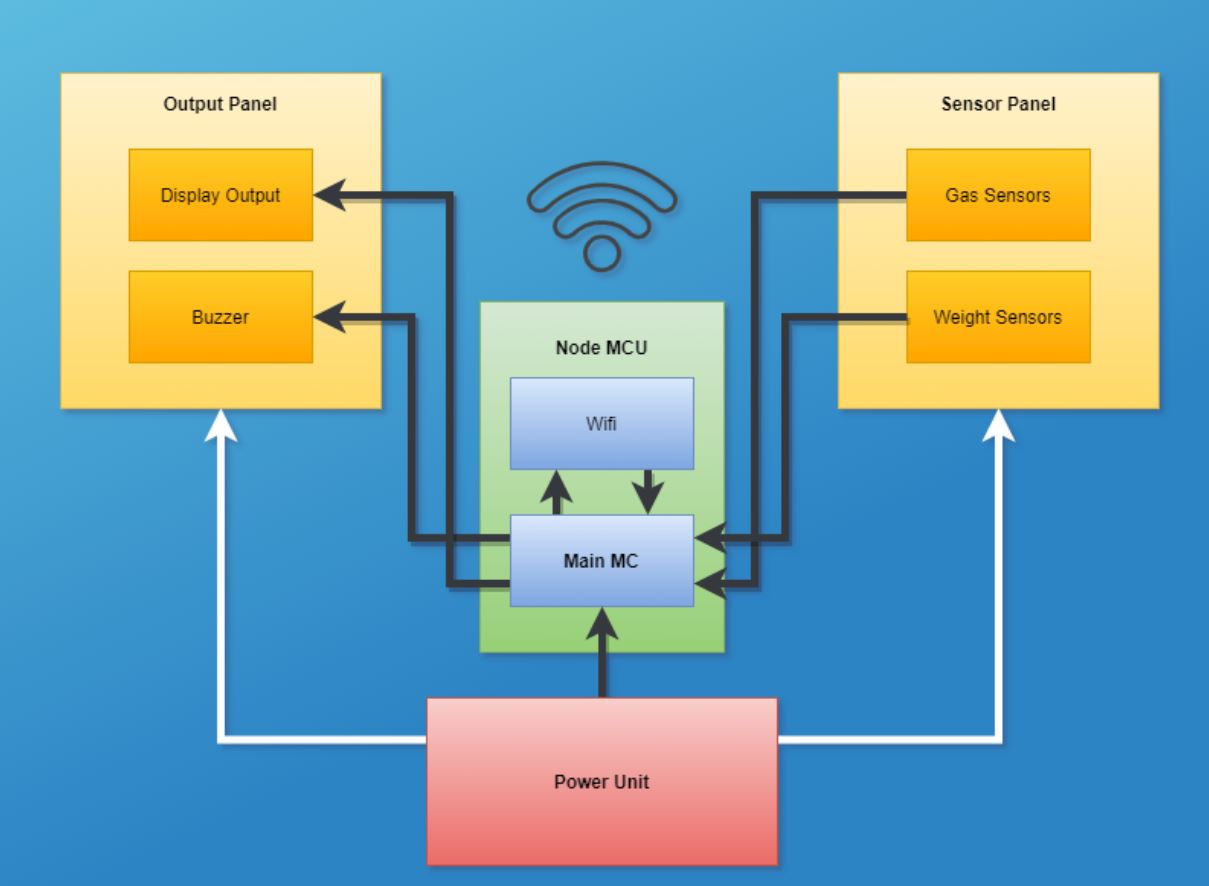 Output Panel
Display Output
Buzzer
Sensor Panel
Gas Sensors
Weight Sensors
Node MCU
Wifi
Main MC
Power Unit